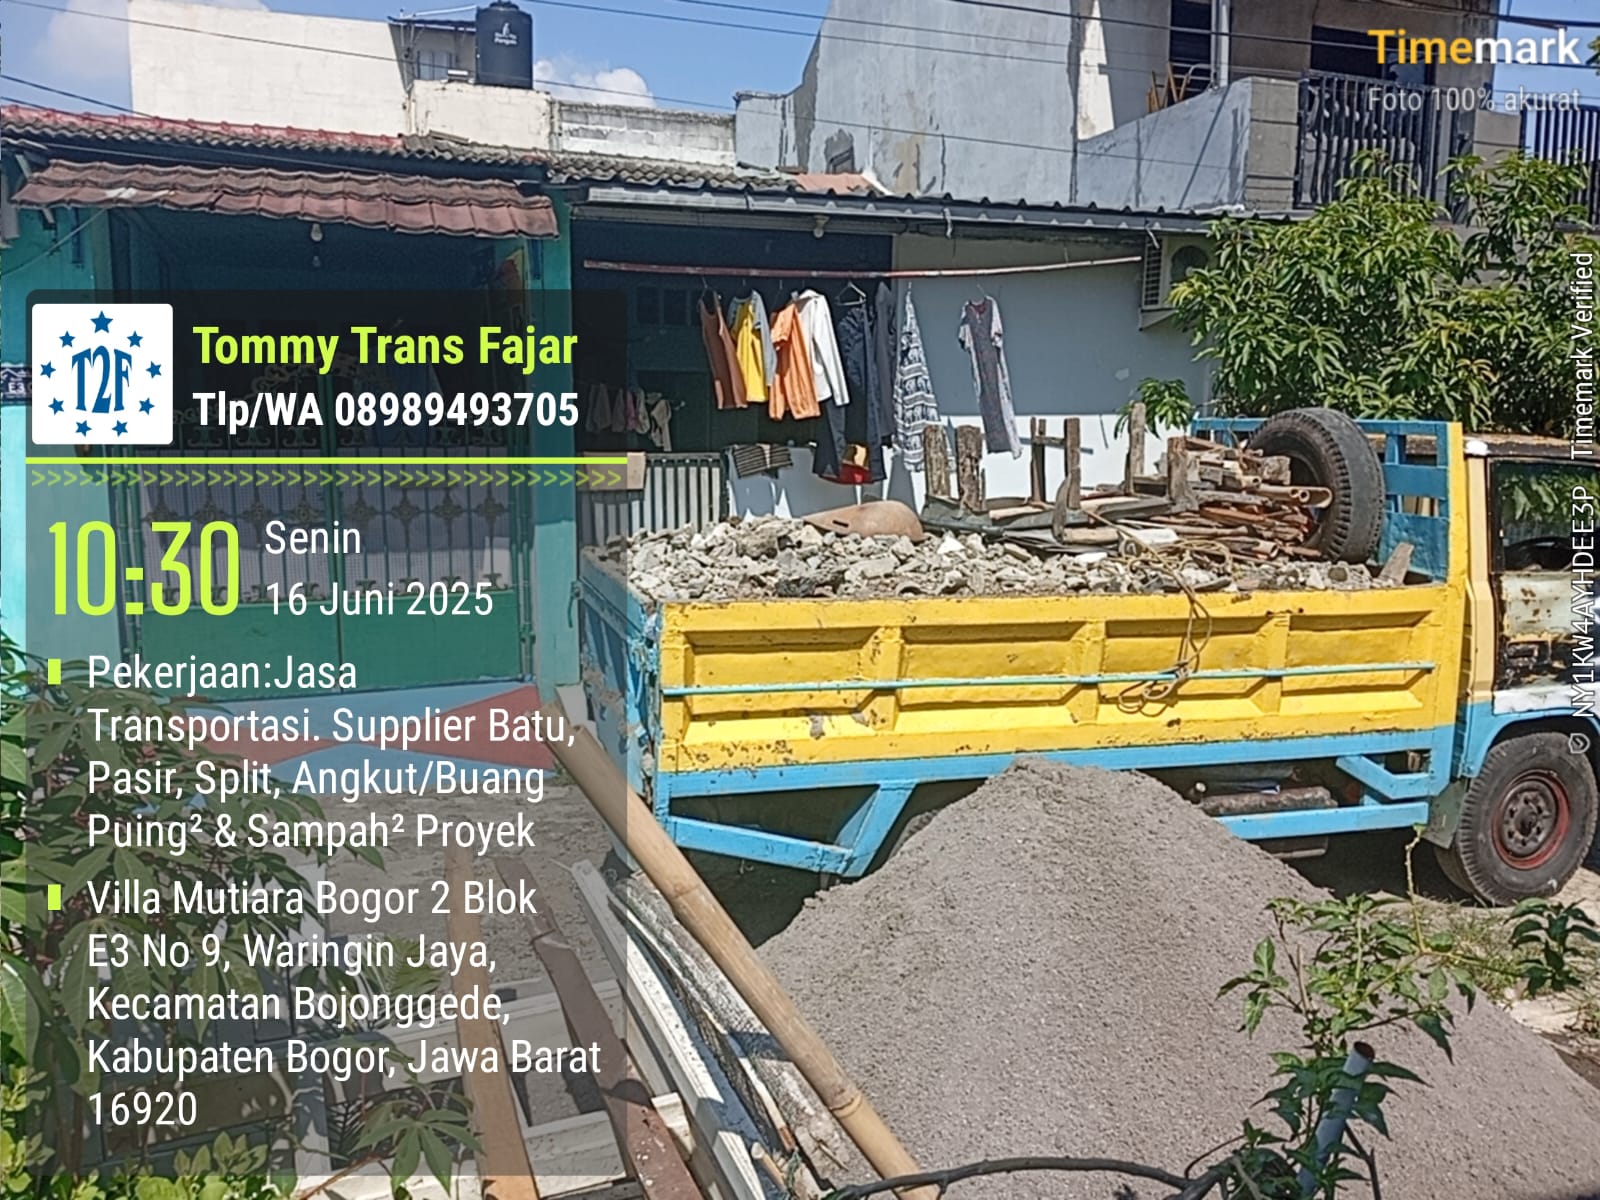 Timemark
Foto 100% akurat
T2F
Tommy Trans Fajar
Tlp/WA 08989493705
>>>>>>>>>>>>>>>>>>>>>>>>>>>>>>>>>>>>>
10:30
Senin
16 Juni 2025
Pekerjaan:Jasa
Transportasi. Supplier Batu,
Pasir, Split, Angkut/Buang
Puing² & Sampah² Proyek
Villa Mutiara Bogor 2 Blok
E3 No 9, Waringin Jaya,
Kecamatan Bojonggede,
Kabupaten Bogor, Jawa Barat
16920
NY1KW4AYHDEE3P Timemark Verified
E3